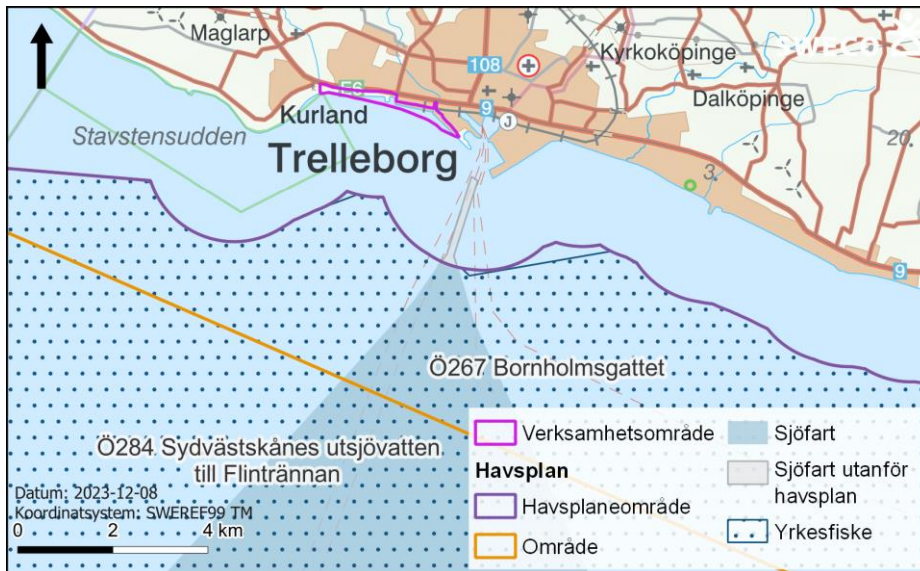 Maglarp
Kyrkoköpinge
SWECO
108
E6
9
J
Dalköpinge
Kurland
Stavstensudden
Trelleborg
20
3
9
Ö267 Bornholmsgattet
Ö284 Sydvästskånes utsjövatten
till Flintrännan
Datum: 2023-12-08
Koordinatsystem: SWEREF99 TM
0 2 4 km
Verksamhetsområde
Havsplan
Havsplaneområde
Område
Sjöfart
Sjöfart utanför
havsplan
Yrkesfiske